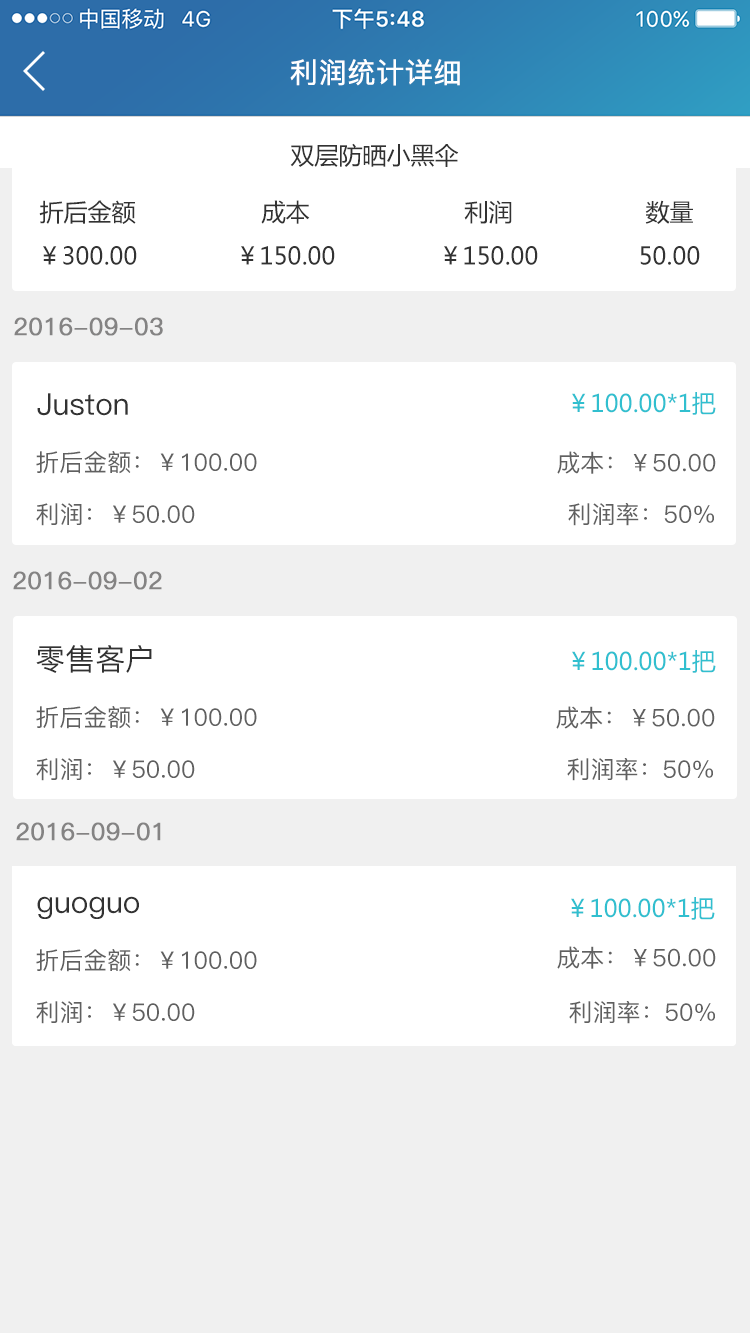 中国移动 4G 下午5:48 100%
利润统计详细
双层防晒小黑伞
折后金额 成本 利润 数量
¥300.00 ¥150.00 ¥150.00 50.00
2016-09-03
Juston ¥100.00*1把
折后金额：¥100.00 成本：¥50.00
利润：¥50.00 利润率：50%
2016-09-02
零售客户 ¥100.00*1把
折后金额：¥100.00 成本：¥50.00
利润：¥50.00 利润率：50%
2016-09-01
guoguo ¥100.00*1把
折后金额：¥100.00 成本：¥50.00
利润：¥50.00 利润率：50%